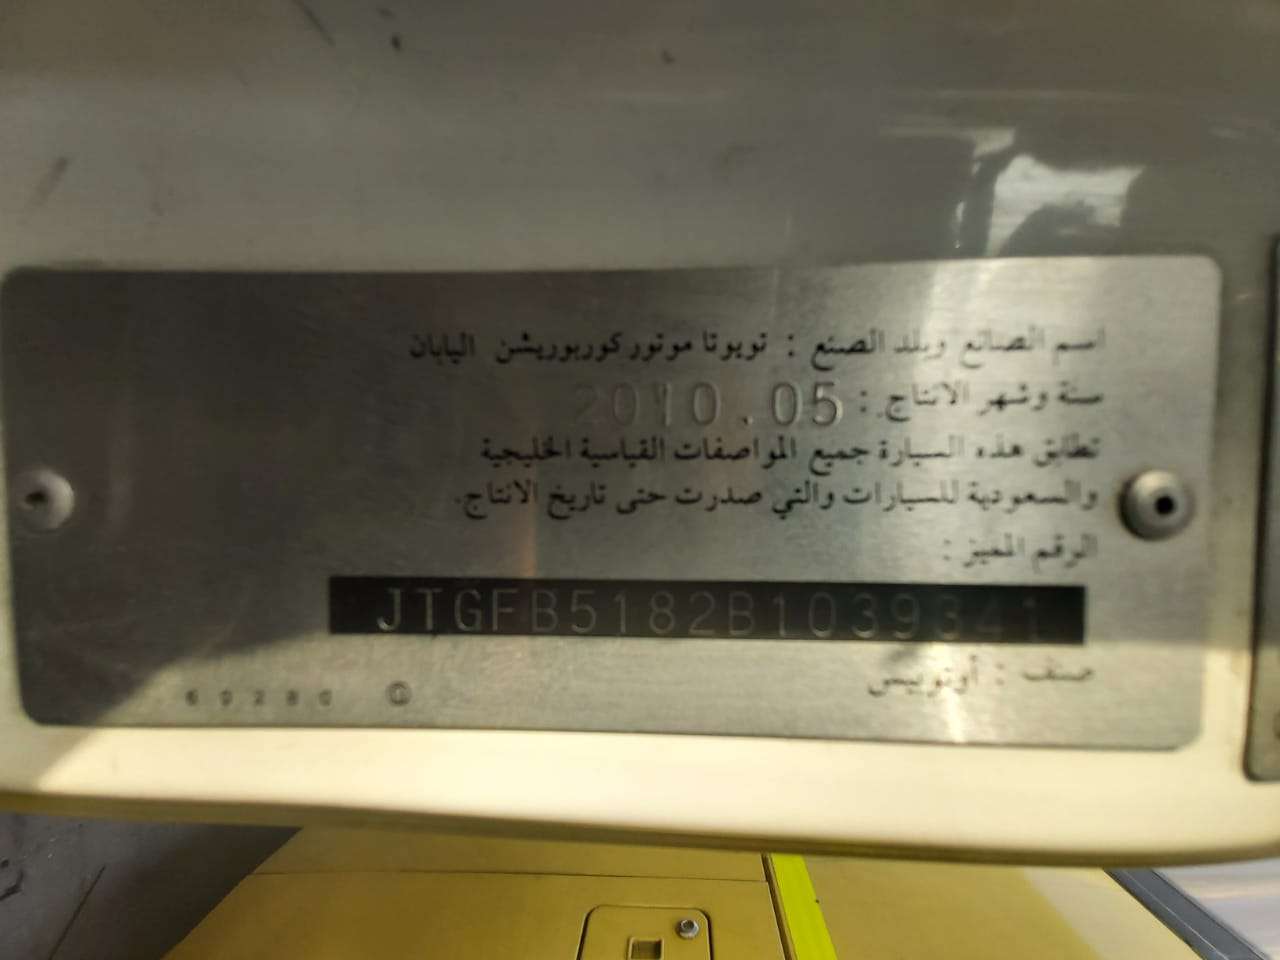 اسم الصانع وبلد الصنع : تويوتا موتور كوربوريشن اليابان
سنة وشهر الانتاج : 2010.05
تطابق هذه السيارة جميع المواصفات القياسية الخليجية
والسعودية للسيارات والتي صدرت حتى تاريخ الانتاج.
الرقم المميز :
JTGFB5182B1039341
صنف : أوتوبيس
60280